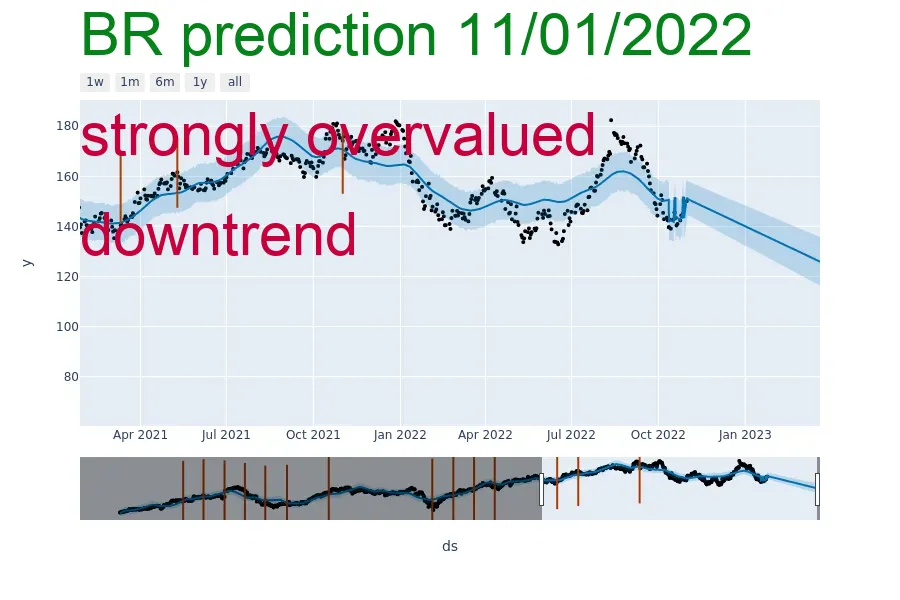 BR prediction 11/01/2022
1w 1m 6m 1y all
strongly overvalued
downtrend
180
160
140
120
100
80
y
Apr 2021 Jul 2021 Oct 2021 Jan 2022 Apr 2022 Jul 2022 Oct 2022 Jan 2023
ds